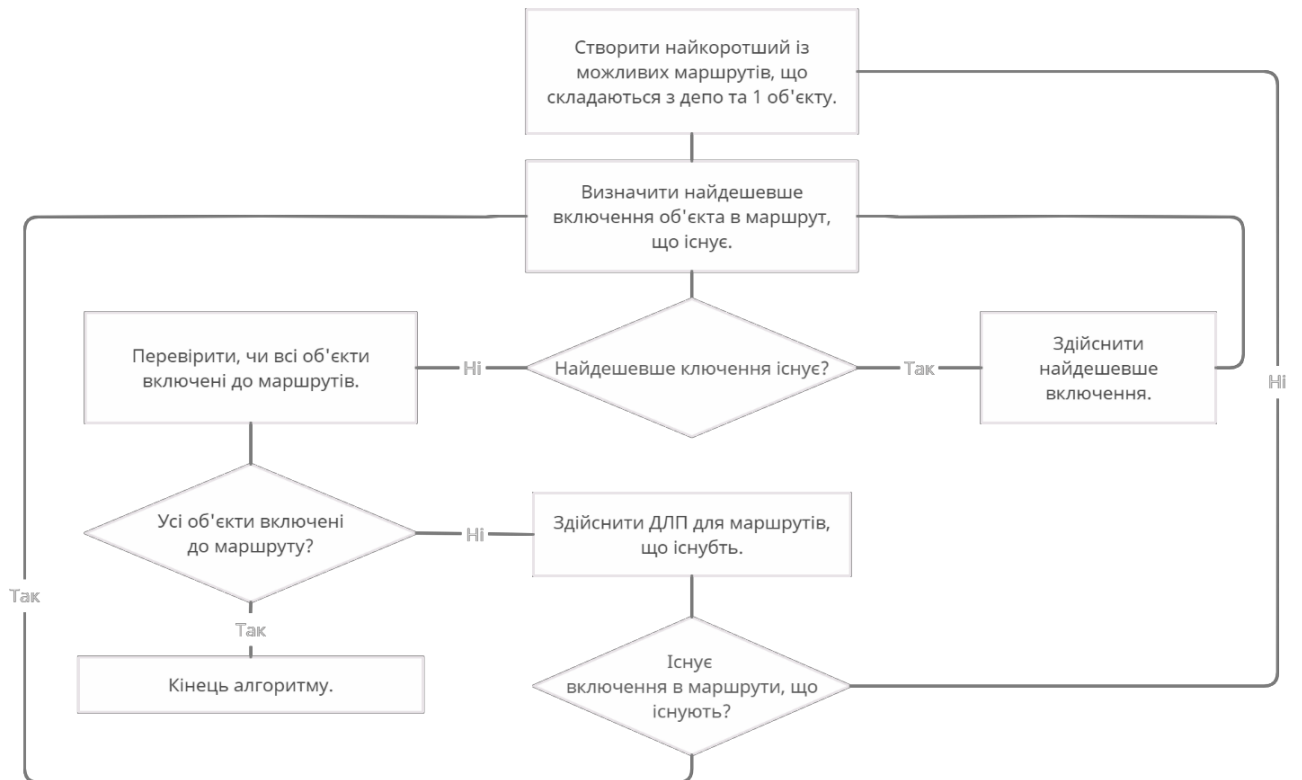 Створити найкоротший із
можливих маршрутів, що
складаються з депо та 1 об'єкту.
Визначити найдешевше
включення об'єкта в маршрут,
що існує.
Перевірити, чи всі об'єкти
включені до маршрутів.
Ні
Найдешевше ключення існує?
Так
Здійснити
найдешевше
включення.
Ні
Усі об'єкти включені
до маршруту?
Ні
Здійснити ДЛП для маршрутів,
що існубть.
Так
Так
Кінець алгоритму.
Існує
включення в маршрути, що
існують?